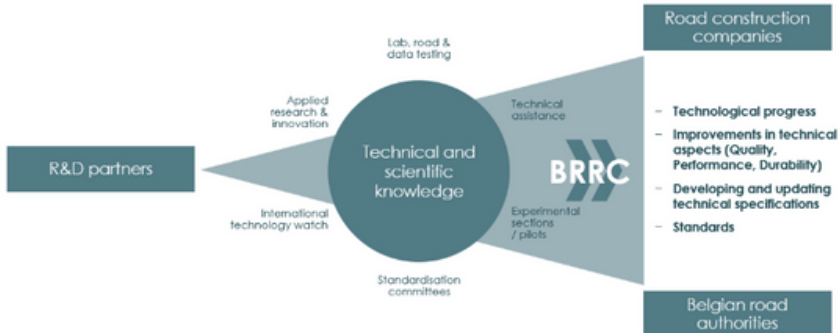 Road construction
companies
Lab, road &
data testing
Applied
research &
innovation
Technical
assistance
R&D partners
Technical and
scientific
knowledge
BRRC
International
technology watch
Experimental
sections
/ pilots
Standardisation
committees
– Technological progress
– Improvements in technical
aspects (Quality,
Performance, Durability)
– Developing and updating
technical specifications
– Standards
Belgian road
authorities